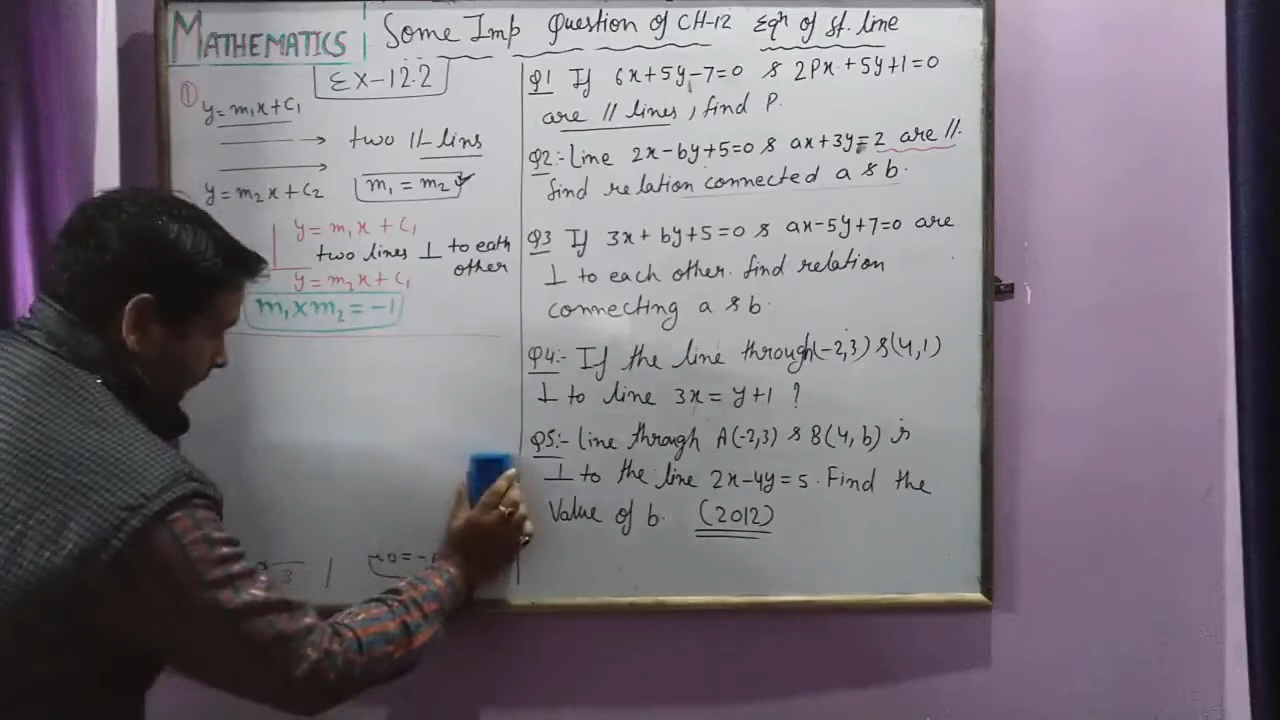 MATHEMATICS
Some Imp Question of CH-12 Eqn of St. line
EX-12.2
①
y=m₁x+C₁
two // lins
y=m₂x+C₂
m₁=m₂
y=m₁x+C₁
two lines ⊥ to eath
other
y=m₂x+C₁
m₁×m₂=-1
Q1 If 6x+5y-7=0 & 2Px+5y+1=0
are // lines, find P.
Q2:- Line 2x-by+5=0 & ax+3y=2 are //.
find relation connected a & b.
Q3 If 3x+by+5=0 & ax-5y+7=0 are
⊥ to each other. find relation
connecting a & b.
Q4:- If the line through(-2,3) &(4,1)
⊥ to line 3x=y+1 ?
Q5:- Line through A(-2,3) & B(4,b) is
⊥ to the line 2x-4y=5. Find the
Value of b. (2012)
3